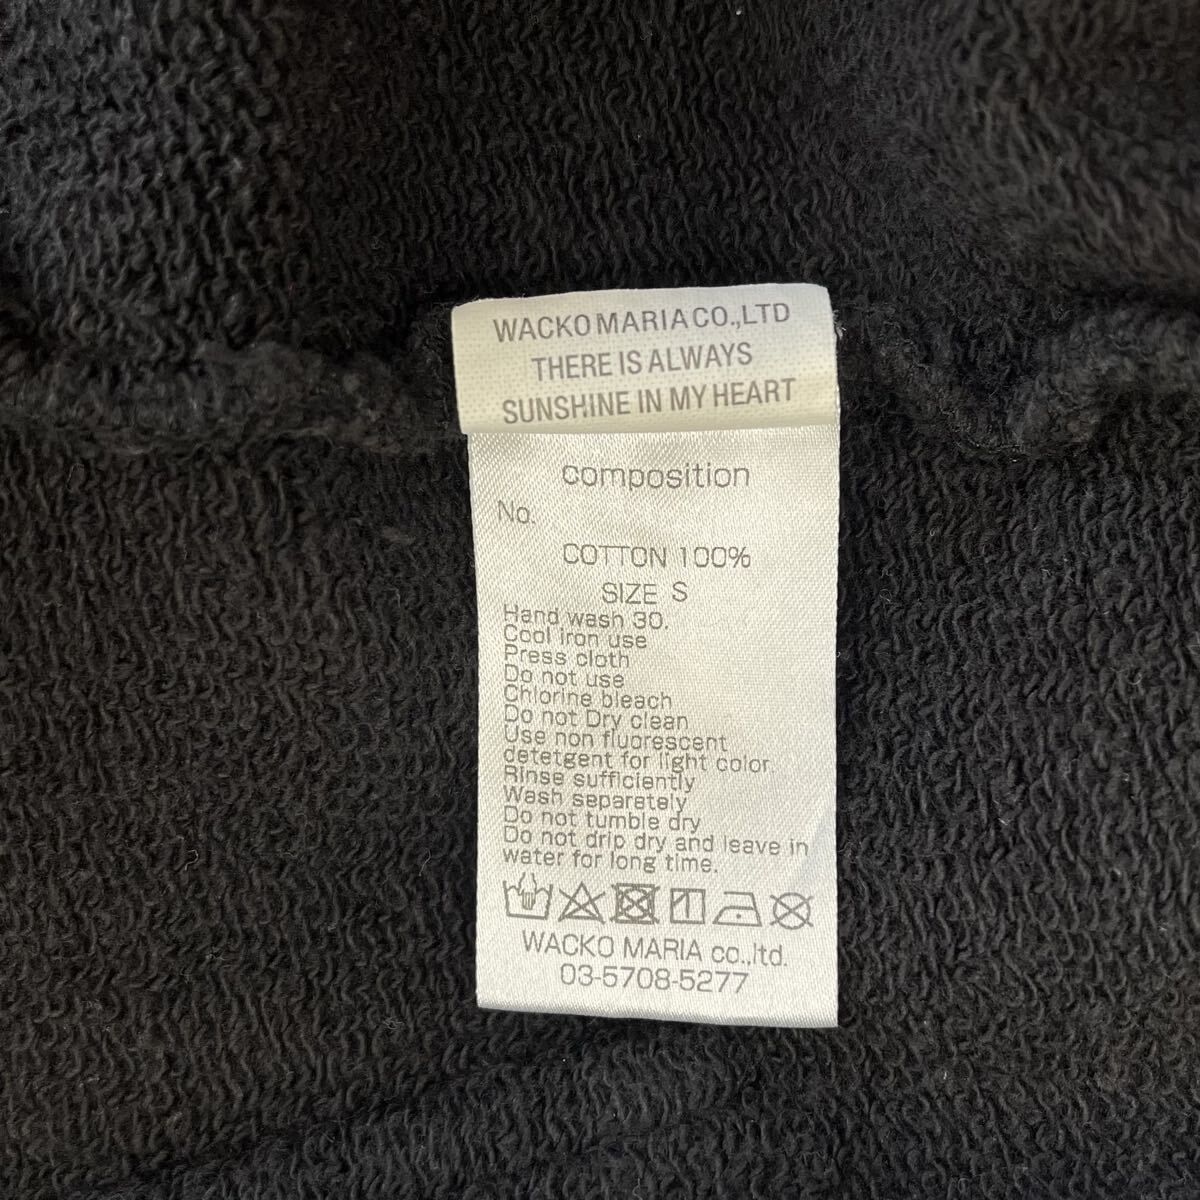 WACKO MARIA CO.,LTD
THERE IS ALWAYS
SUNSHINE IN MY HEART
composition
No.
COTTON 100%
SIZE S
Hand wash 30.
Cool iron use
Press cloth
Do not use
Chlorine bleach
Do not Dry clean
Use non fluorescent
detetgent for light color.
Rinse sufficiently
Wash separately
Do not tumble dry
Do not drip dry and leave in
water for long time.
WACKO MARIA co.,ltd.
03-5708-5277